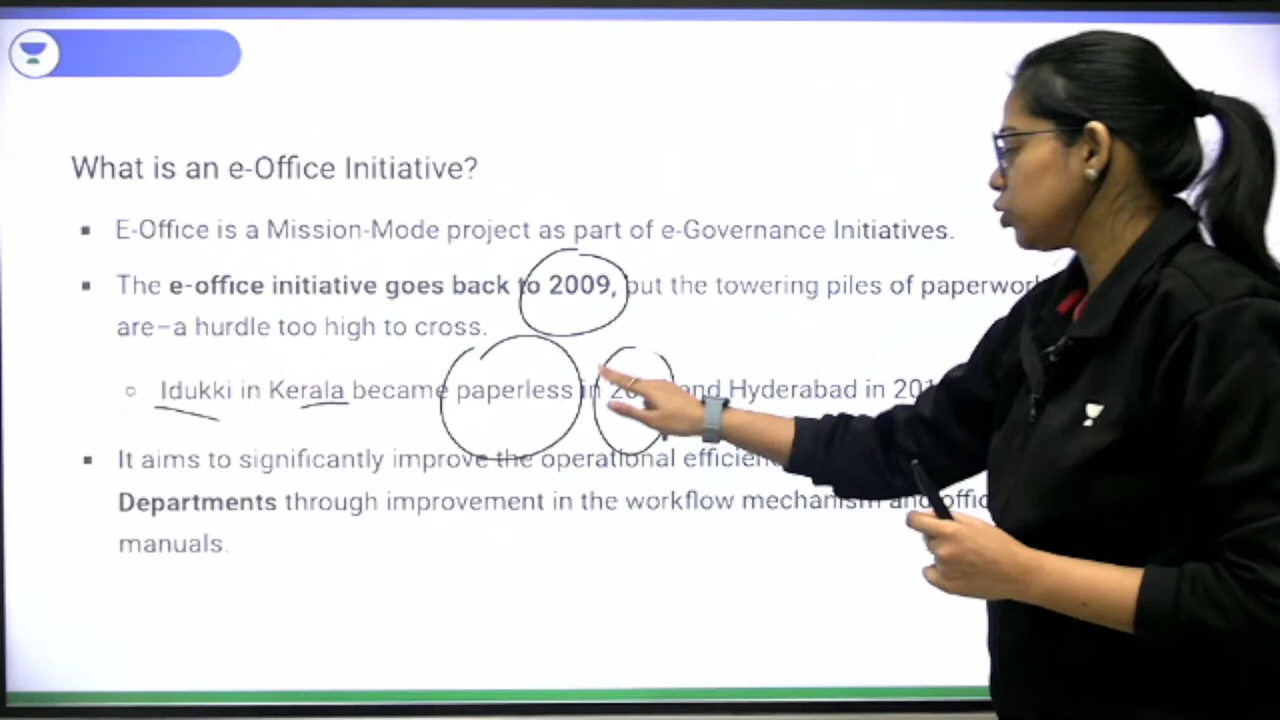 What is an e-Office Initiative?
▪ E-Office is a Mission-Mode project as part of e-Governance Initiatives.
▪ The e-office initiative goes back to 2009, but the towering piles of
are–a hurdle too high to cross.
○ Idukki in Kerala became paperless in and Hyderabad in
▪ It aims to significantly improve the operational
Departments through improvement in the workflow mechanism and
manuals.